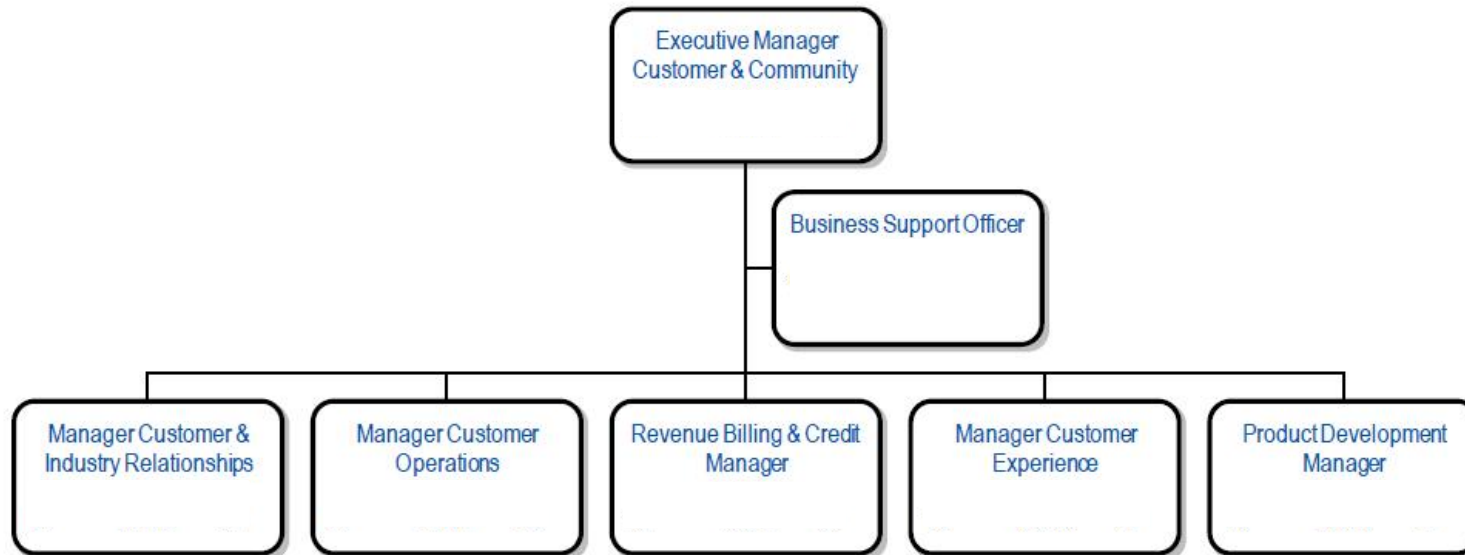 Executive Manager
Customer & Community
Business Support Officer
Manager Customer &
Industry Relationships
Manager Customer
Operations
Revenue Billing & Credit
Manager
Manager Customer
Experience
Product Development
Manager